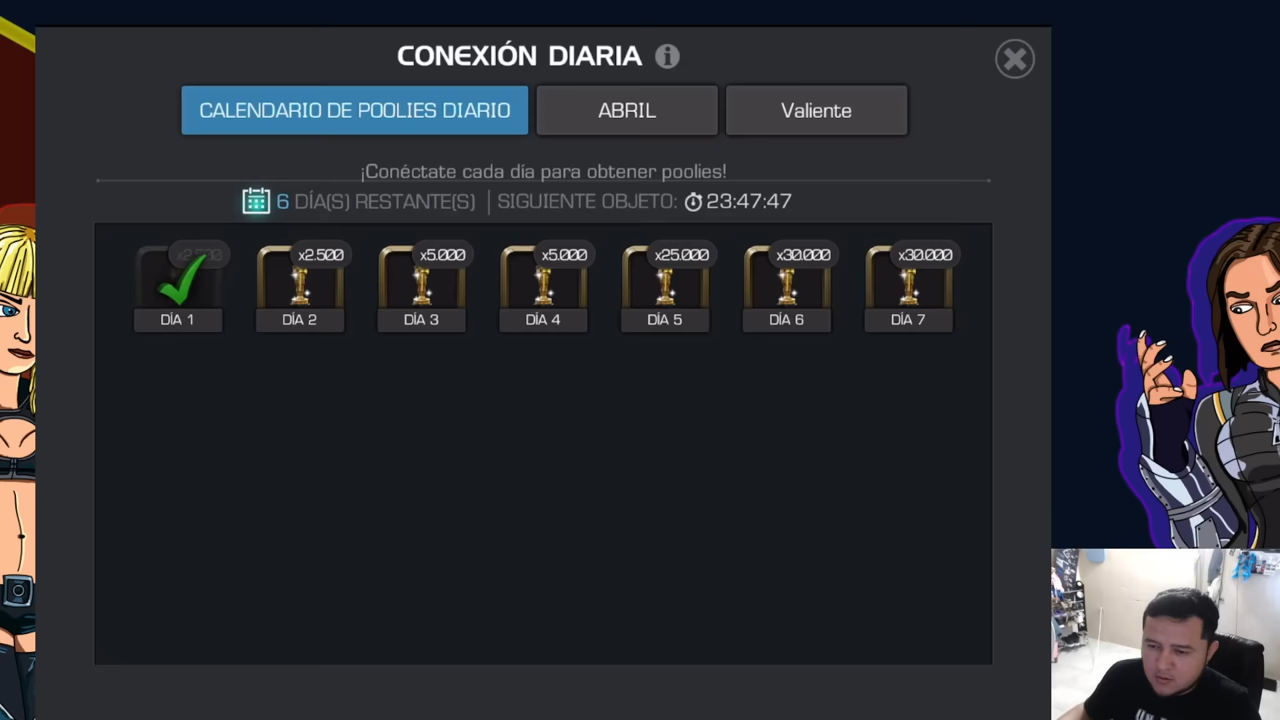 CONEXIÓN DIARIA
CALENDARIO DE POOLIES DIARIO
ABRIL
Valiente
¡Conéctate cada día para obtener poolies!
6 DÍA(S) RESTANTE(S) | SIGUIENTE OBJETO: 23:47:47
x2.500 x2.500 x5.000 x5.000 x25.000 x30.000 x30.000
DÍA 1 DÍA 2 DÍA 3 DÍA 4 DÍA 5 DÍA 6 DÍA 7